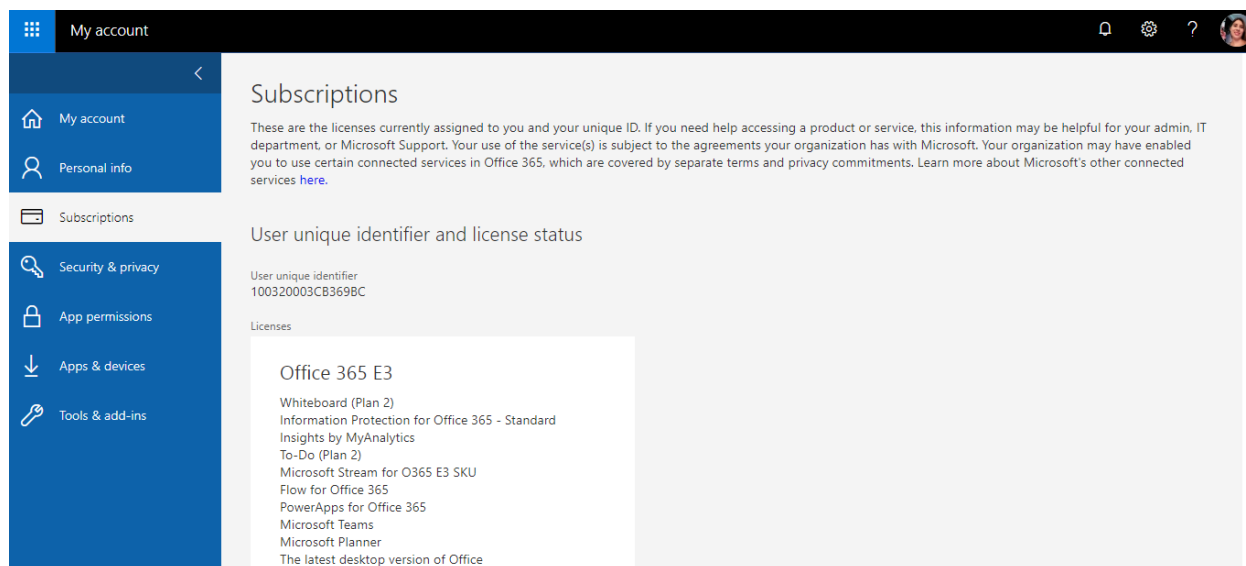 My account
?
My account
Personal info
Subscriptions
Security & privacy
App permissions
Apps & devices
Tools & add-ins
Subscriptions
These are the licenses currently assigned to you and your unique ID. If you need help accessing a product or service, this information may be helpful for your admin, IT
department, or Microsoft Support. Your use of the service(s) is subject to the agreements your organization has with Microsoft. Your organization may have enabled
you to use certain connected services in Office 365, which are covered by separate terms and privacy commitments. Learn more about Microsoft's other connected
services here.
User unique identifier and license status
User unique identifier
100320003CB369BC
Licenses
Office 365 E3
Whiteboard (Plan 2)
Information Protection for Office 365 - Standard
Insights by MyAnalytics
To-Do (Plan 2)
Microsoft Stream for O365 E3 SKU
Flow for Office 365
PowerApps for Office 365
Microsoft Teams
Microsoft Planner
The latest desktop version of Office